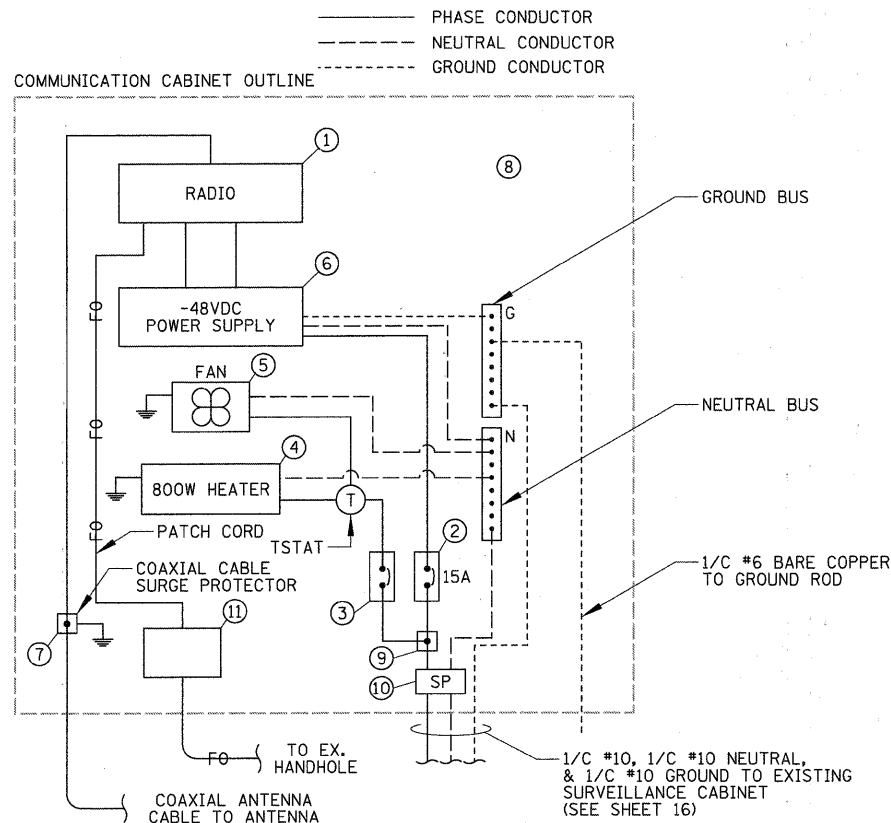 PHASE CONDUCTOR
NEUTRAL CONDUCTOR
GROUND CONDUCTOR
COMMUNICATION CABINET OUTLINE
1
RADIO
8
GROUND BUS
6
-48VDC
POWER SUPPLY
G
FO
FAN
5
NEUTRAL BUS
FO
N
4
800W HEATER
T
FO
PATCH CORD
TSTAT
2
15A
3
1/C #6 BARE COPPER
TO GROUND ROD
COAXIAL CABLE
SURGE PROTECTOR
7
11
9
10
SP
FO
TO EX.
HANDHOLE
1/C #10, 1/C #10 NEUTRAL,
& 1/C #10 GROUND TO EXISTING
SURVEILLANCE CABINET
(SEE SHEET 16)
COAXIAL ANTENNA
CABLE TO ANTENNA